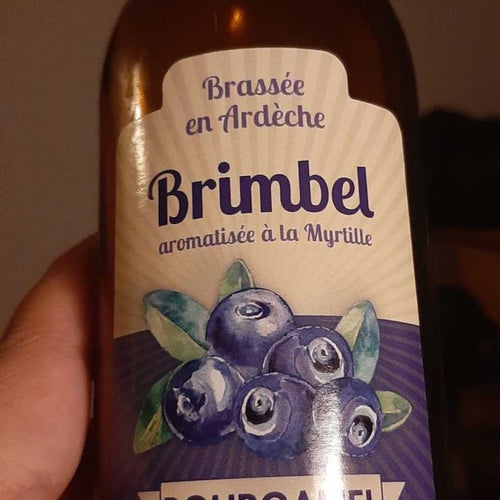 Brassée
en Ardèche
Brimbel
aromatisée à la Myrtille